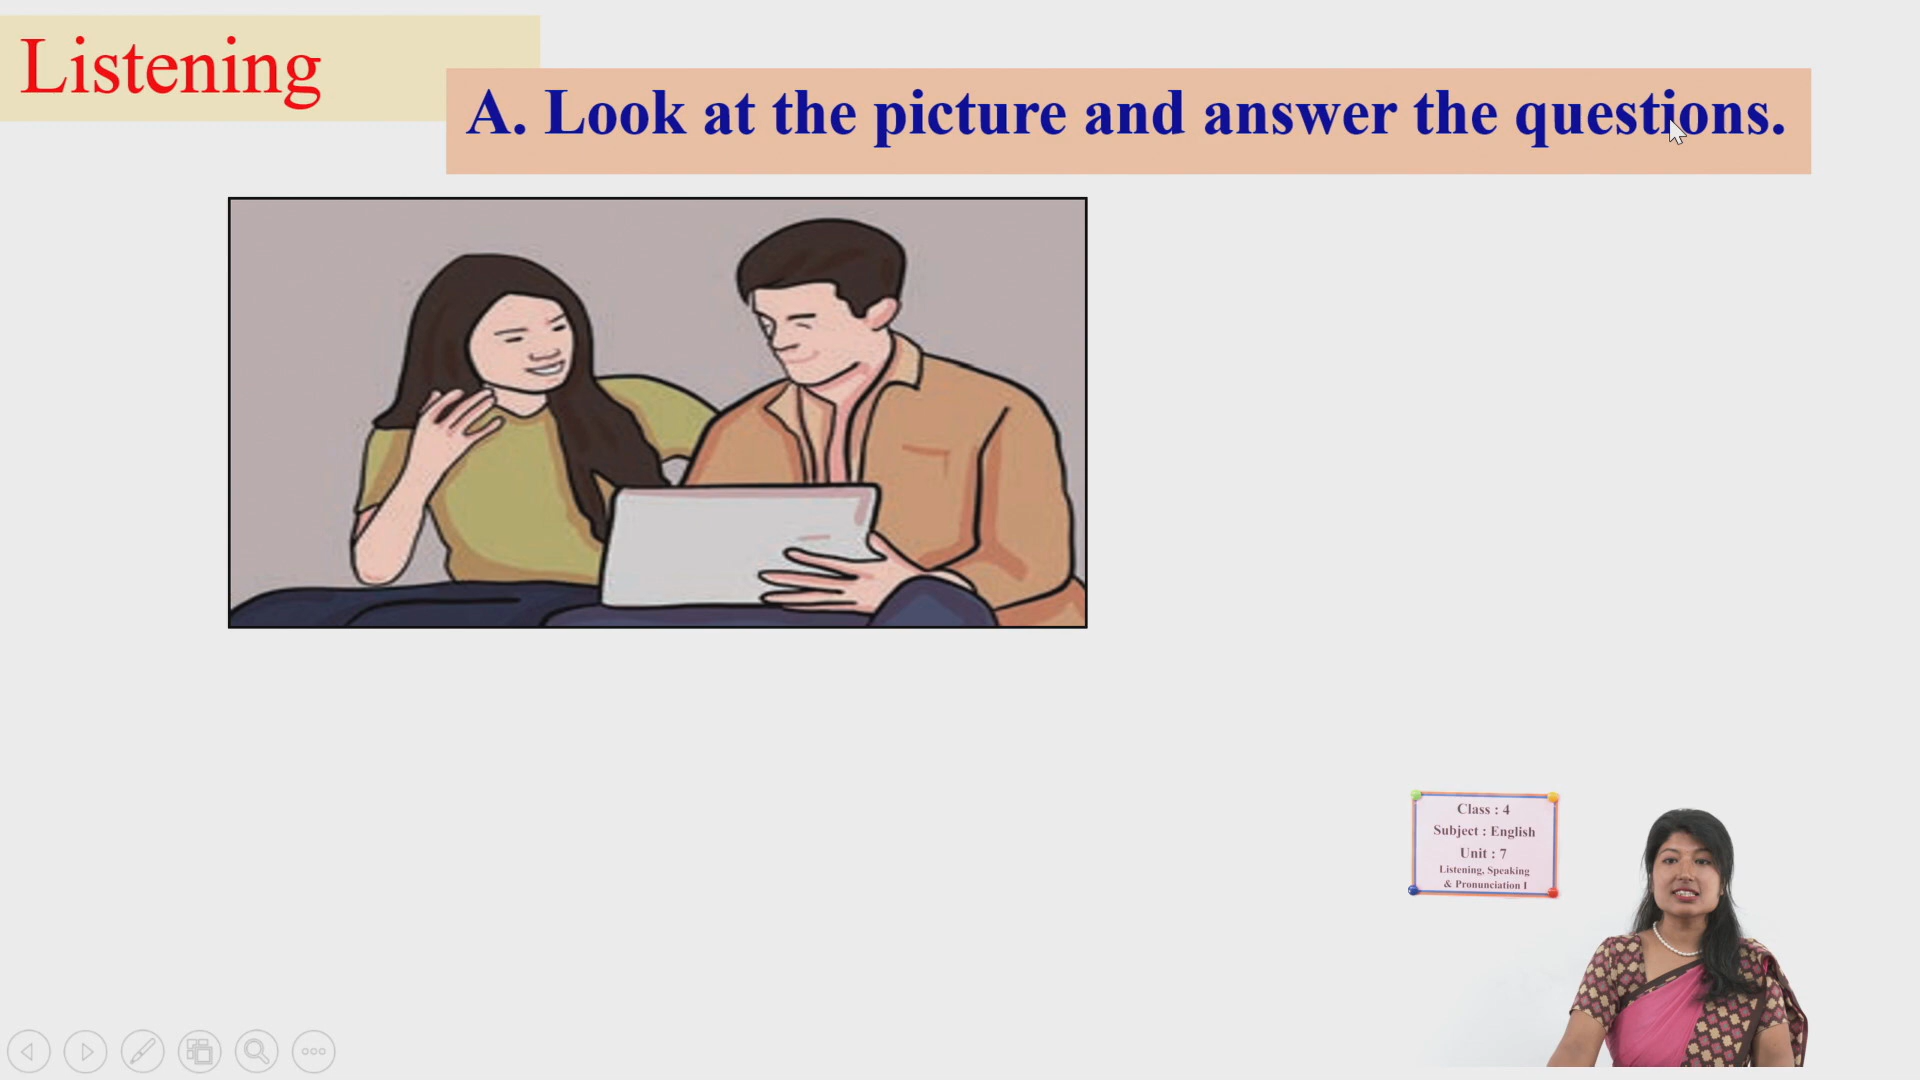 Listening
A. Look at the picture and answer the questions.
Class : 4
Subject : English
Unit : 7
Listening, Speaking
& Pronunciation I